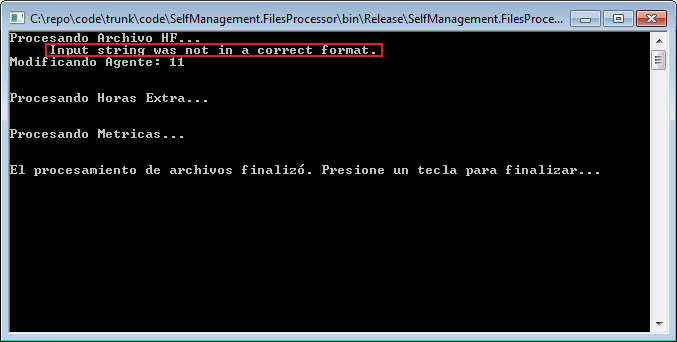 C:\repo\code\trunk\code\SelfManagement.FilesProcessor\bin\Release\SelfManagement.FilesProce...
Procesando Archivo HF...
Input string was not in a correct format.
Modificando Agente: 11
Procesando Horas Extra...
Procesando Metricas...
El procesamiento de archivos finalizó. Presione un tecla para finalizar...